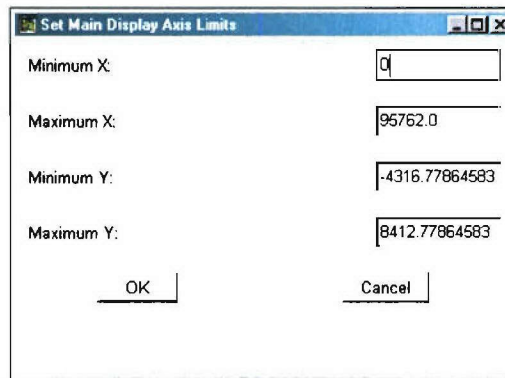 Set Main Display Axis Limits
Minimum X: 0
Maximum X: 95762.0
Minimum Y: -4316.77864583
Maximum Y: 8412.77864583
OK Cancel